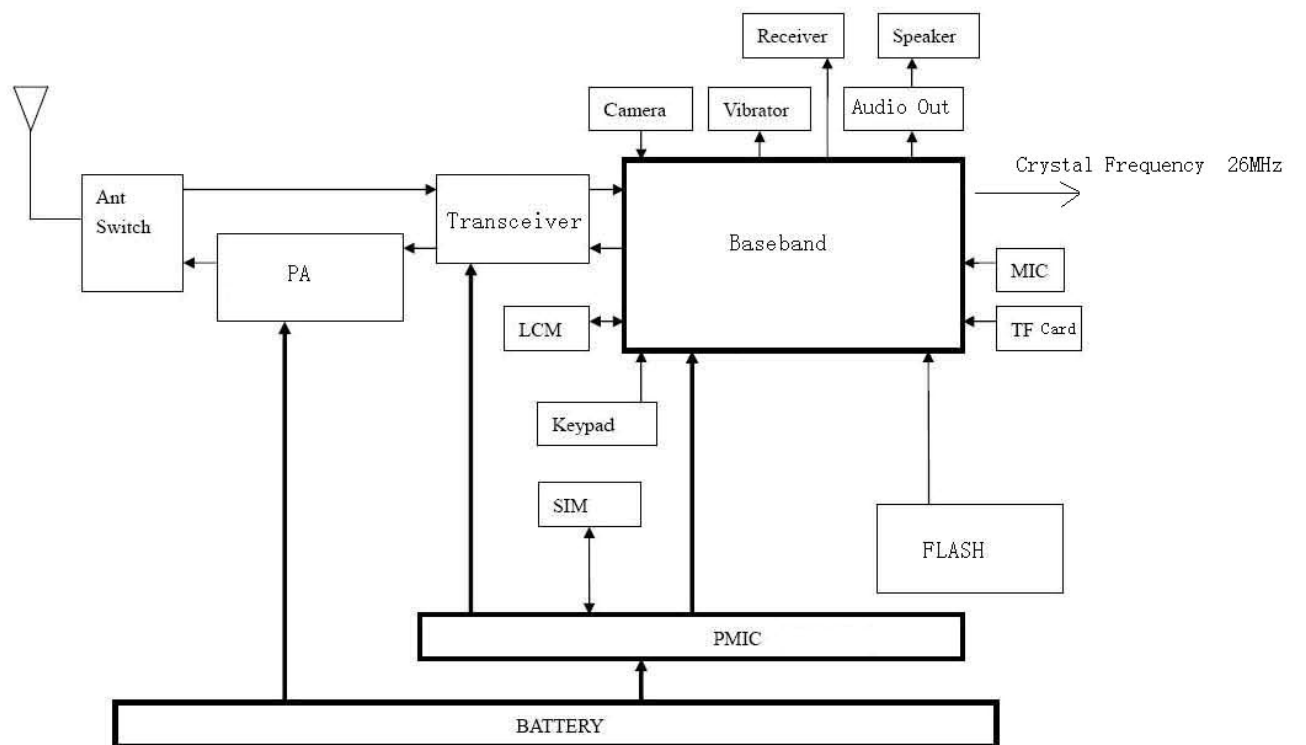 Receiver
Speaker
Camera
Vibrator
Audio Out
Crystal Frequency 26MHz
Ant
Switch
Transceiver
Baseband
PA
MIC
LCM
TF Card
Keypad
SIM
FLASH
PMIC
BATTERY